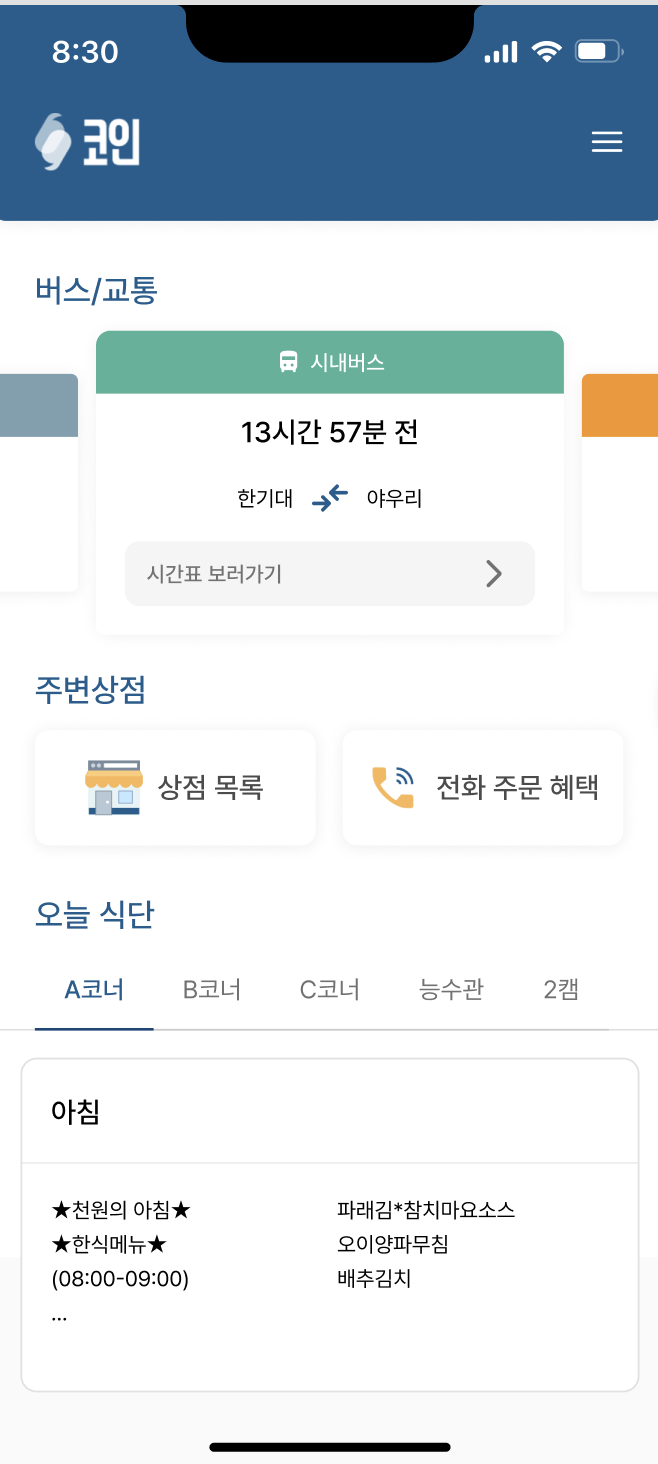 8:30
코인
버스/교통
시내버스
13시간 57분 전
한기대 야우리
시간표 보러가기
주변상점
상점 목록
전화 주문 혜택
오늘 식단
A코너 B코너 C코너 능수관 2캠
아침
★천원의 아침★
★한식메뉴★
(08:00-09:00)
...
파래김*참치마요소스
오이양파무침
배추김치